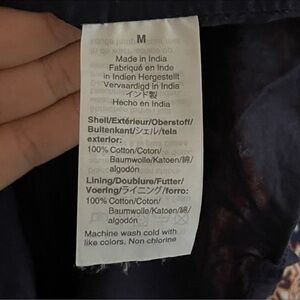 M
Made in India
Fabriqué en Inde
in Indien Hergestellt
Vervaardigd in India
インド製
Hecho en India
Shell/Extérieur/Oberstoff/
Buitenkant/シェル/tela
exterior:
100% Cotton/Coton/
Baumwolle/Katoen/綿/
algodón
Lining/Doublure/Futter/
Voering/ライニング/forro:
100% Cotton/Coton/
Baumwolle/Katoen/綿/
algodón
Machine wash cold with
like colors. Non chlorine